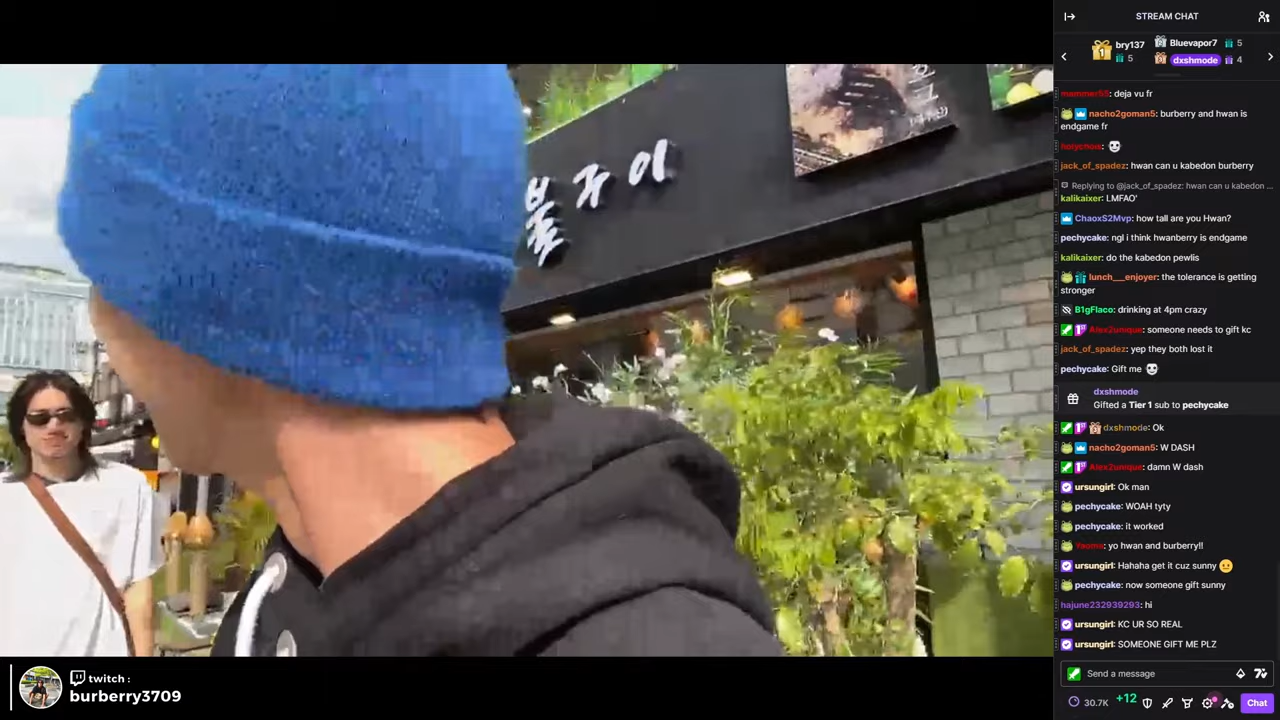 불구이
twitch :
burberry3709
STREAM CHAT
1
bry137
5
Bluevapor7
5
dxshmode
4
mammer55: deja vu fr
nacho2goman5: burberry and hwan is
endgame fr
jack_of_spadez: hwan can u kabedon burberry
Replying to @jack_of_spadez: hwan can u kabedon ...
kalikaixer: LMFAO'
ChaoxS2Mvp: how tall are you Hwan?
pechycake: ngl i think hwanberry is endgame
kalikaixer: do the kabedon pewlis
lunch___enjoyer: the tolerance is getting
stronger
B1gFlaco: drinking at 4pm crazy
Alex2unique: someone needs to gift kc
jack_of_spadez: yep they both lost it
pechycake: Gift me
dxshmode
Gifted a Tier 1 sub to pechycake
dxshmode: Ok
nacho2goman5: W DASH
Alex2unique: damn W dash
ursungirl: Ok man
pechycake: WOAH tyty
pechycake: it worked
yo hwan and burberry!!
ursungirl: Hahaha get it cuz sunny
pechycake: now someone gift sunny
hajune232939293: hi
ursungirl: KC UR SO REAL
ursungirl: SOMEONE GIFT ME PLZ
Send a message
30.7K
+12
Chat